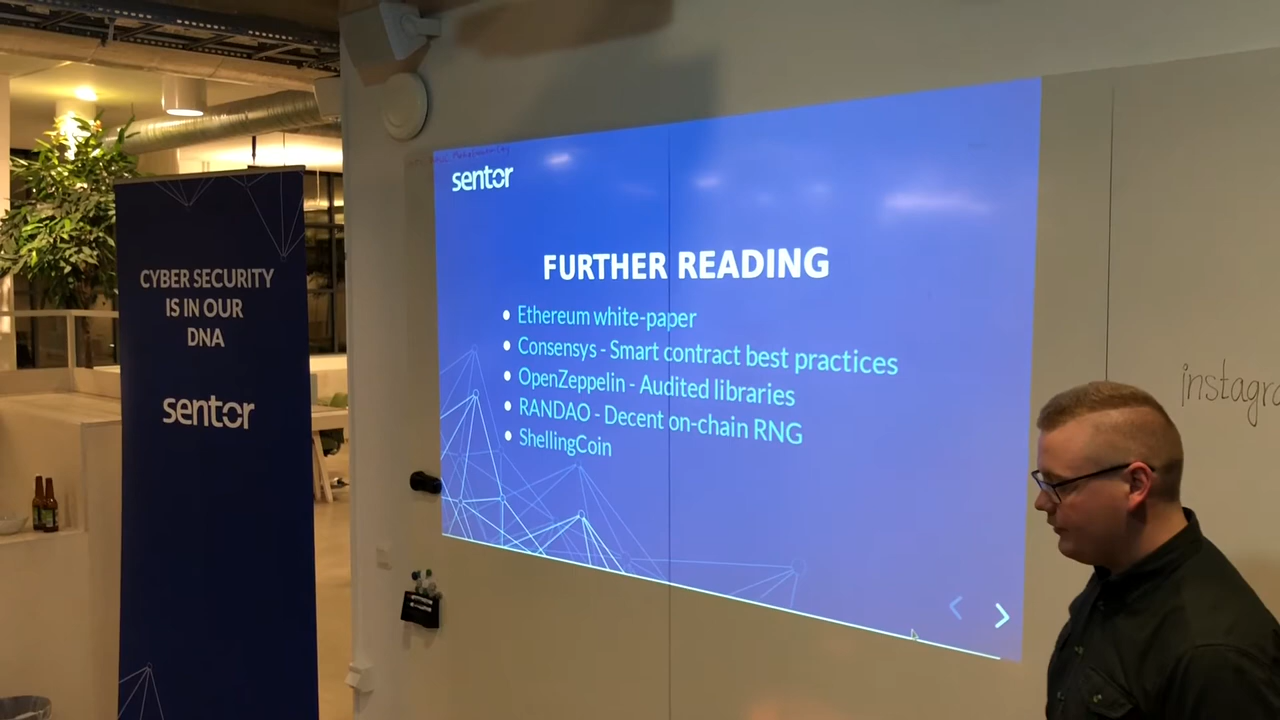 CYBER SECURITY
IS IN OUR
DNA
sentor
sentor
FURTHER READING
Ethereum white-paper
Consensys - Smart contract best practices
OpenZeppelin - Audited libraries
RANDAO - Decent on-chain RNG
ShellingCoin
instagra